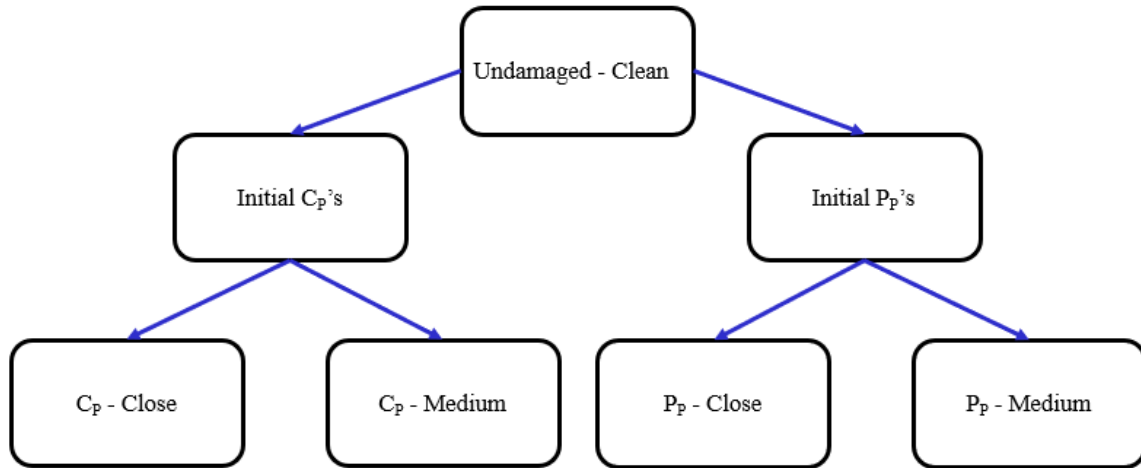 Undamaged - Clean
Initial Cₚ’s
Initial Pₚ’s
Cₚ - Close
Cₚ - Medium
Pₚ - Close
Pₚ - Medium